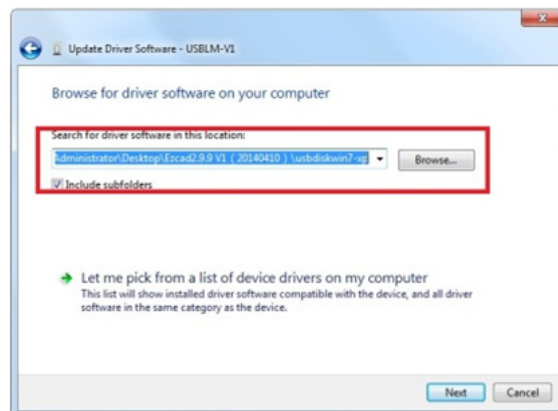 Update Driver Software - USBLM-V1
Browse for driver software on your computer
Search for driver software in this location:
Administrator\Desktop\Ezcad2.9.9 V1 ( 20140410 ) \usbdiskwin7-xp
Browse...
Include subfolders
Let me pick from a list of device drivers on my computer
This list will show installed driver software compatible with the device, and all driver
software in the same category as the device.
Next
Cancel